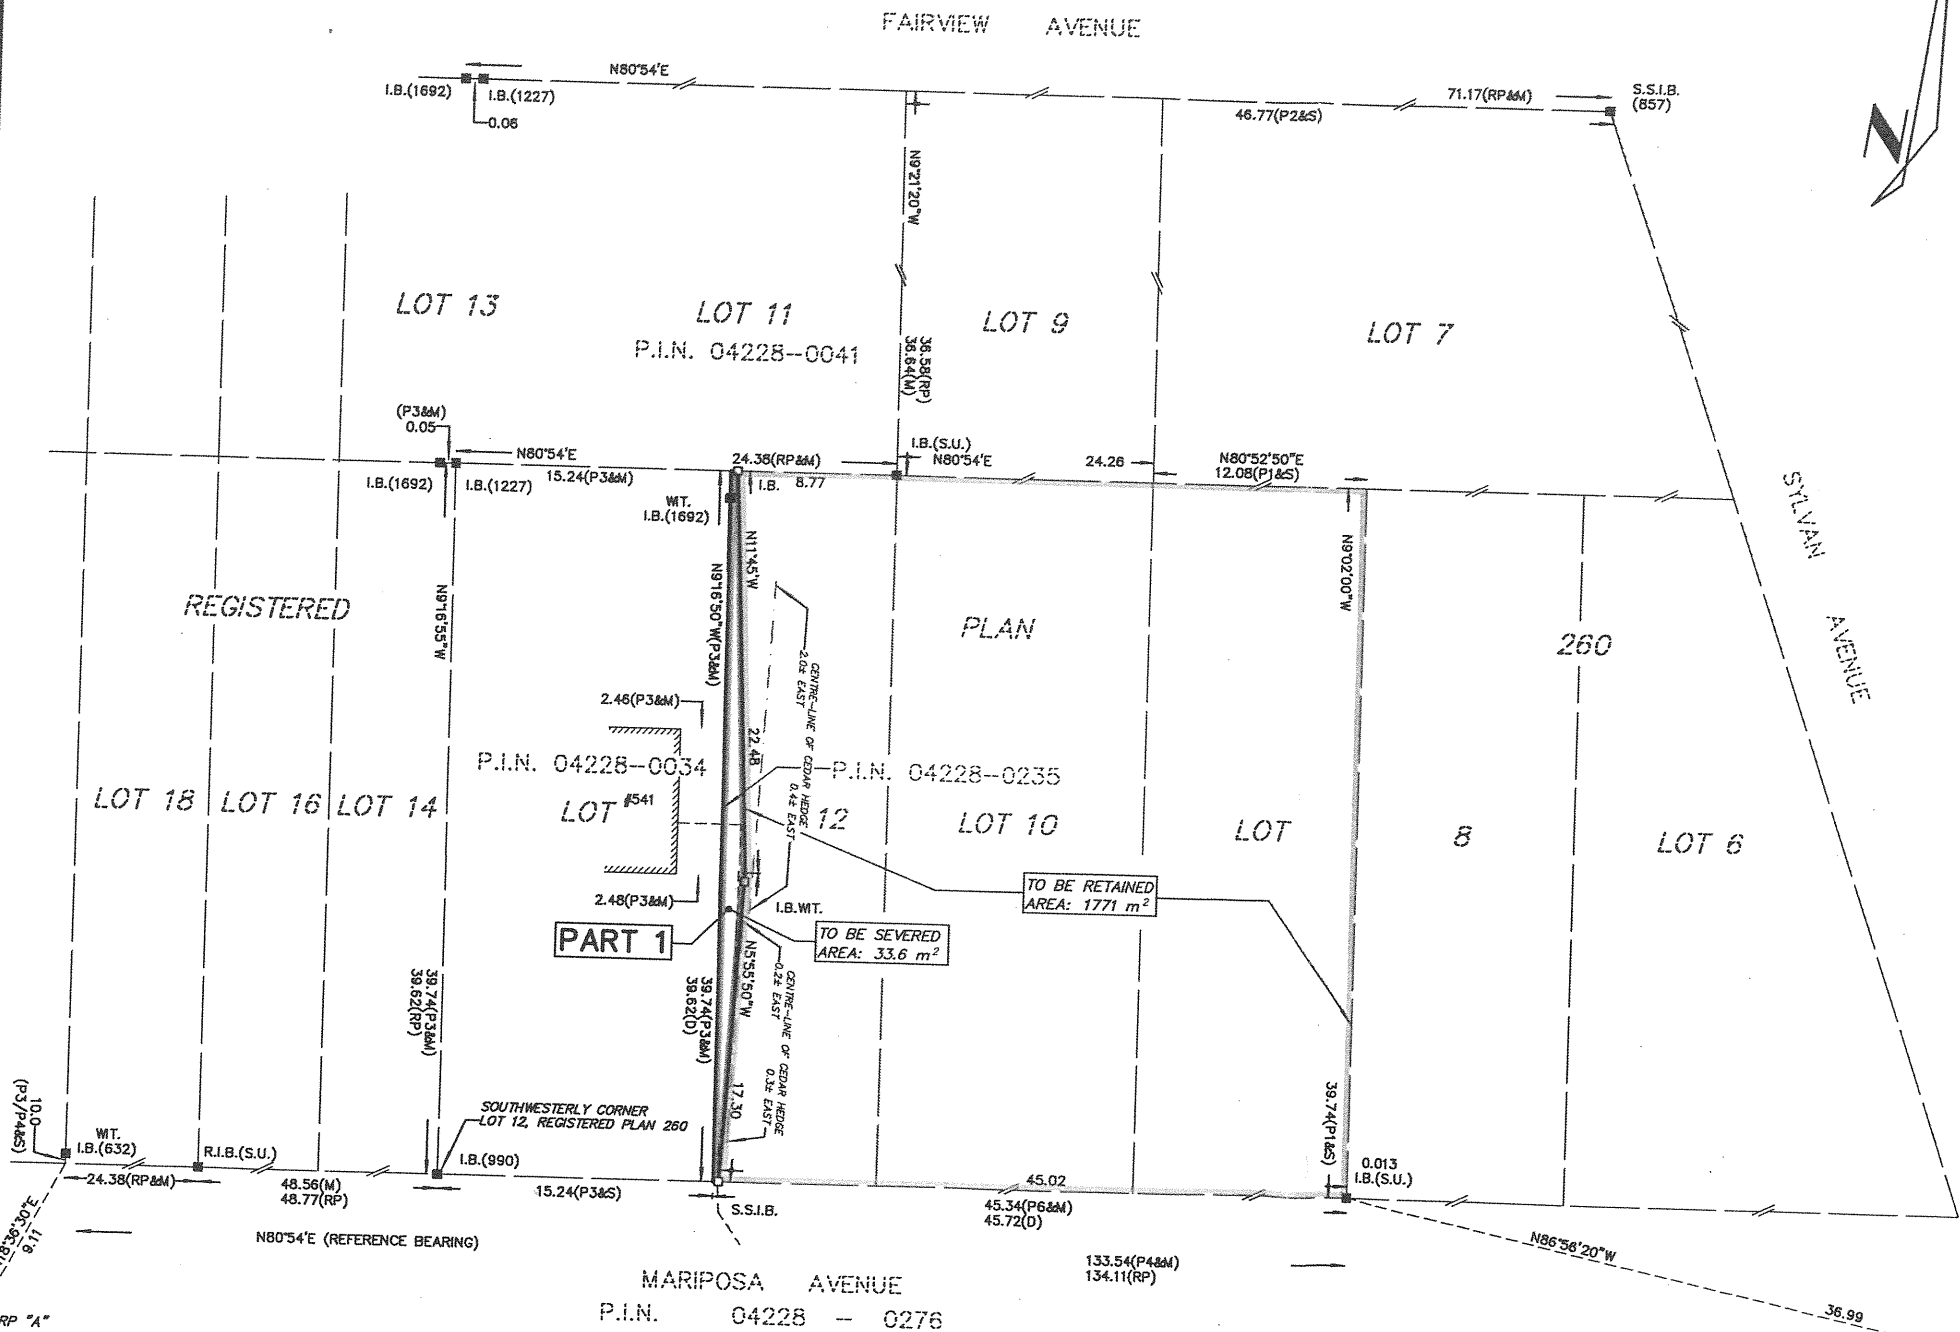 FAIRVIEW AVENUE
N80°54'E
I.B.(1692)
I.B.(1227)
0.06
71.17(RP&M)
46.77(P2&S)
S.S.I.B.
(857)
N
N9°21'20"W
LOT 13
LOT 11
P.I.N. 04228--0041
LOT 9
LOT 7
36.58(RP)
36.64(M)
(P3&M)
0.05
N80°54'E
15.24(P3&M)
24.38(RP&M)
I.B.(S.U.)
N80°54'E
24.26
N80°52'50"E
12.08(P1&S)
I.B.(1692)
I.B.(1227)
WIT.
I.B.(1692)
I.B.
8.77
SYLVAN AVENUE
REGISTERED
PLAN
260
N9°16'55"W
N9°16'50"W(P3&M)
N11°45'W
N9°02'00"W
CENTRE-LINE OF CEDAR HEDGE
2.0± EAST
0.4± EAST
2.46(P3&M)
22.48
P.I.N. 04228--0034
P.I.N. 04228--0235
LOT 18
LOT 16
LOT 14
LOT
#541
12
LOT 10
LOT
8
LOT 6
TO BE RETAINED
AREA: 1771 m²
2.48(P3&M)
I.B.WIT.
PART 1
TO BE SEVERED
AREA: 33.6 m²
N5°55'50"W
CENTRE-LINE OF CEDAR HEDGE
0.2± EAST
0.3± EAST
39.74(P3&M)
39.62(RP)
39.74(P3&M)
39.62(D)
17.30
39.74(P1&S)
10.0
(P3/P4&S)
WIT.
I.B.(632)
R.I.B.(S.U.)
SOUTHWESTERLY CORNER
LOT 12, REGISTERED PLAN 260
I.B.(990)
0.013
I.B.(S.U.)
24.38(RP&M)
48.56(M)
48.77(RP)
15.24(P3&S)
S.S.I.B.
45.02
45.34(P6&M)
45.72(D)
9.11
N80°54'E (REFERENCE BEARING)
133.54(P4&M)
134.11(RP)
N86°56'20"W
36.99
MARIPOSA AVENUE
P.I.N. 04228 -- 0276
RP "A"